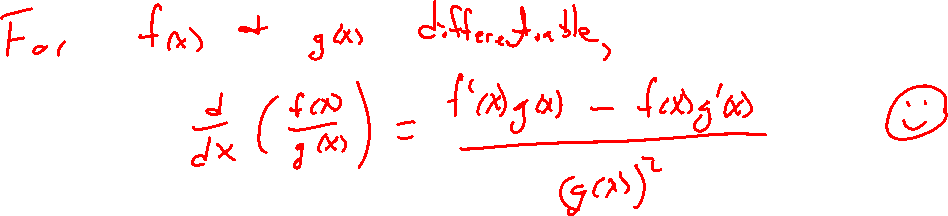 For f(x) + g(x) differentiable,
d/dx (f(x)/g(x)) = f'(x)g(x) - f(x)g'(x) / (g(x))²